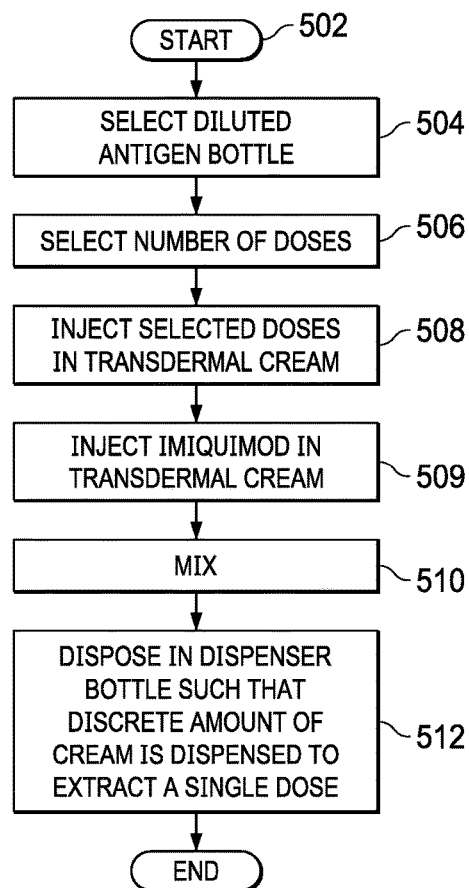 START
502
SELECT DILUTED
ANTIGEN BOTTLE
504
SELECT NUMBER OF DOSES
506
INJECT SELECTED DOSES
IN TRANSDERMAL CREAM
508
INJECT IMIQUIMOD IN
TRANSDERMAL CREAM
509
MIX
510
DISPOSE IN DISPENSER
BOTTLE SUCH THAT
DISCRETE AMOUNT OF
CREAM IS DISPENSED TO
EXTRACT A SINGLE DOSE
512
END